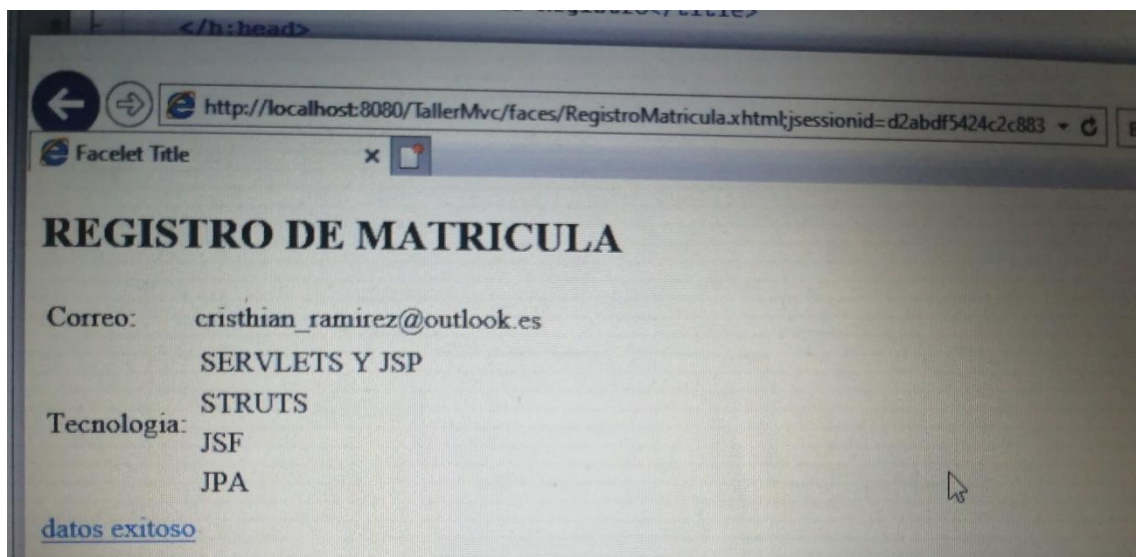 </h:head>
http://localhost:8080/TallerMvc/faces/RegistroMatricula.xhtml;jsessionid=d2abdf5424c2c883
Facelet Title
REGISTRO DE MATRICULA
Correo: cristhian_ramirez@outlook.es
Tecnologia:
SERVLETS Y JSP
STRUTS
JSF
JPA
datos exitoso